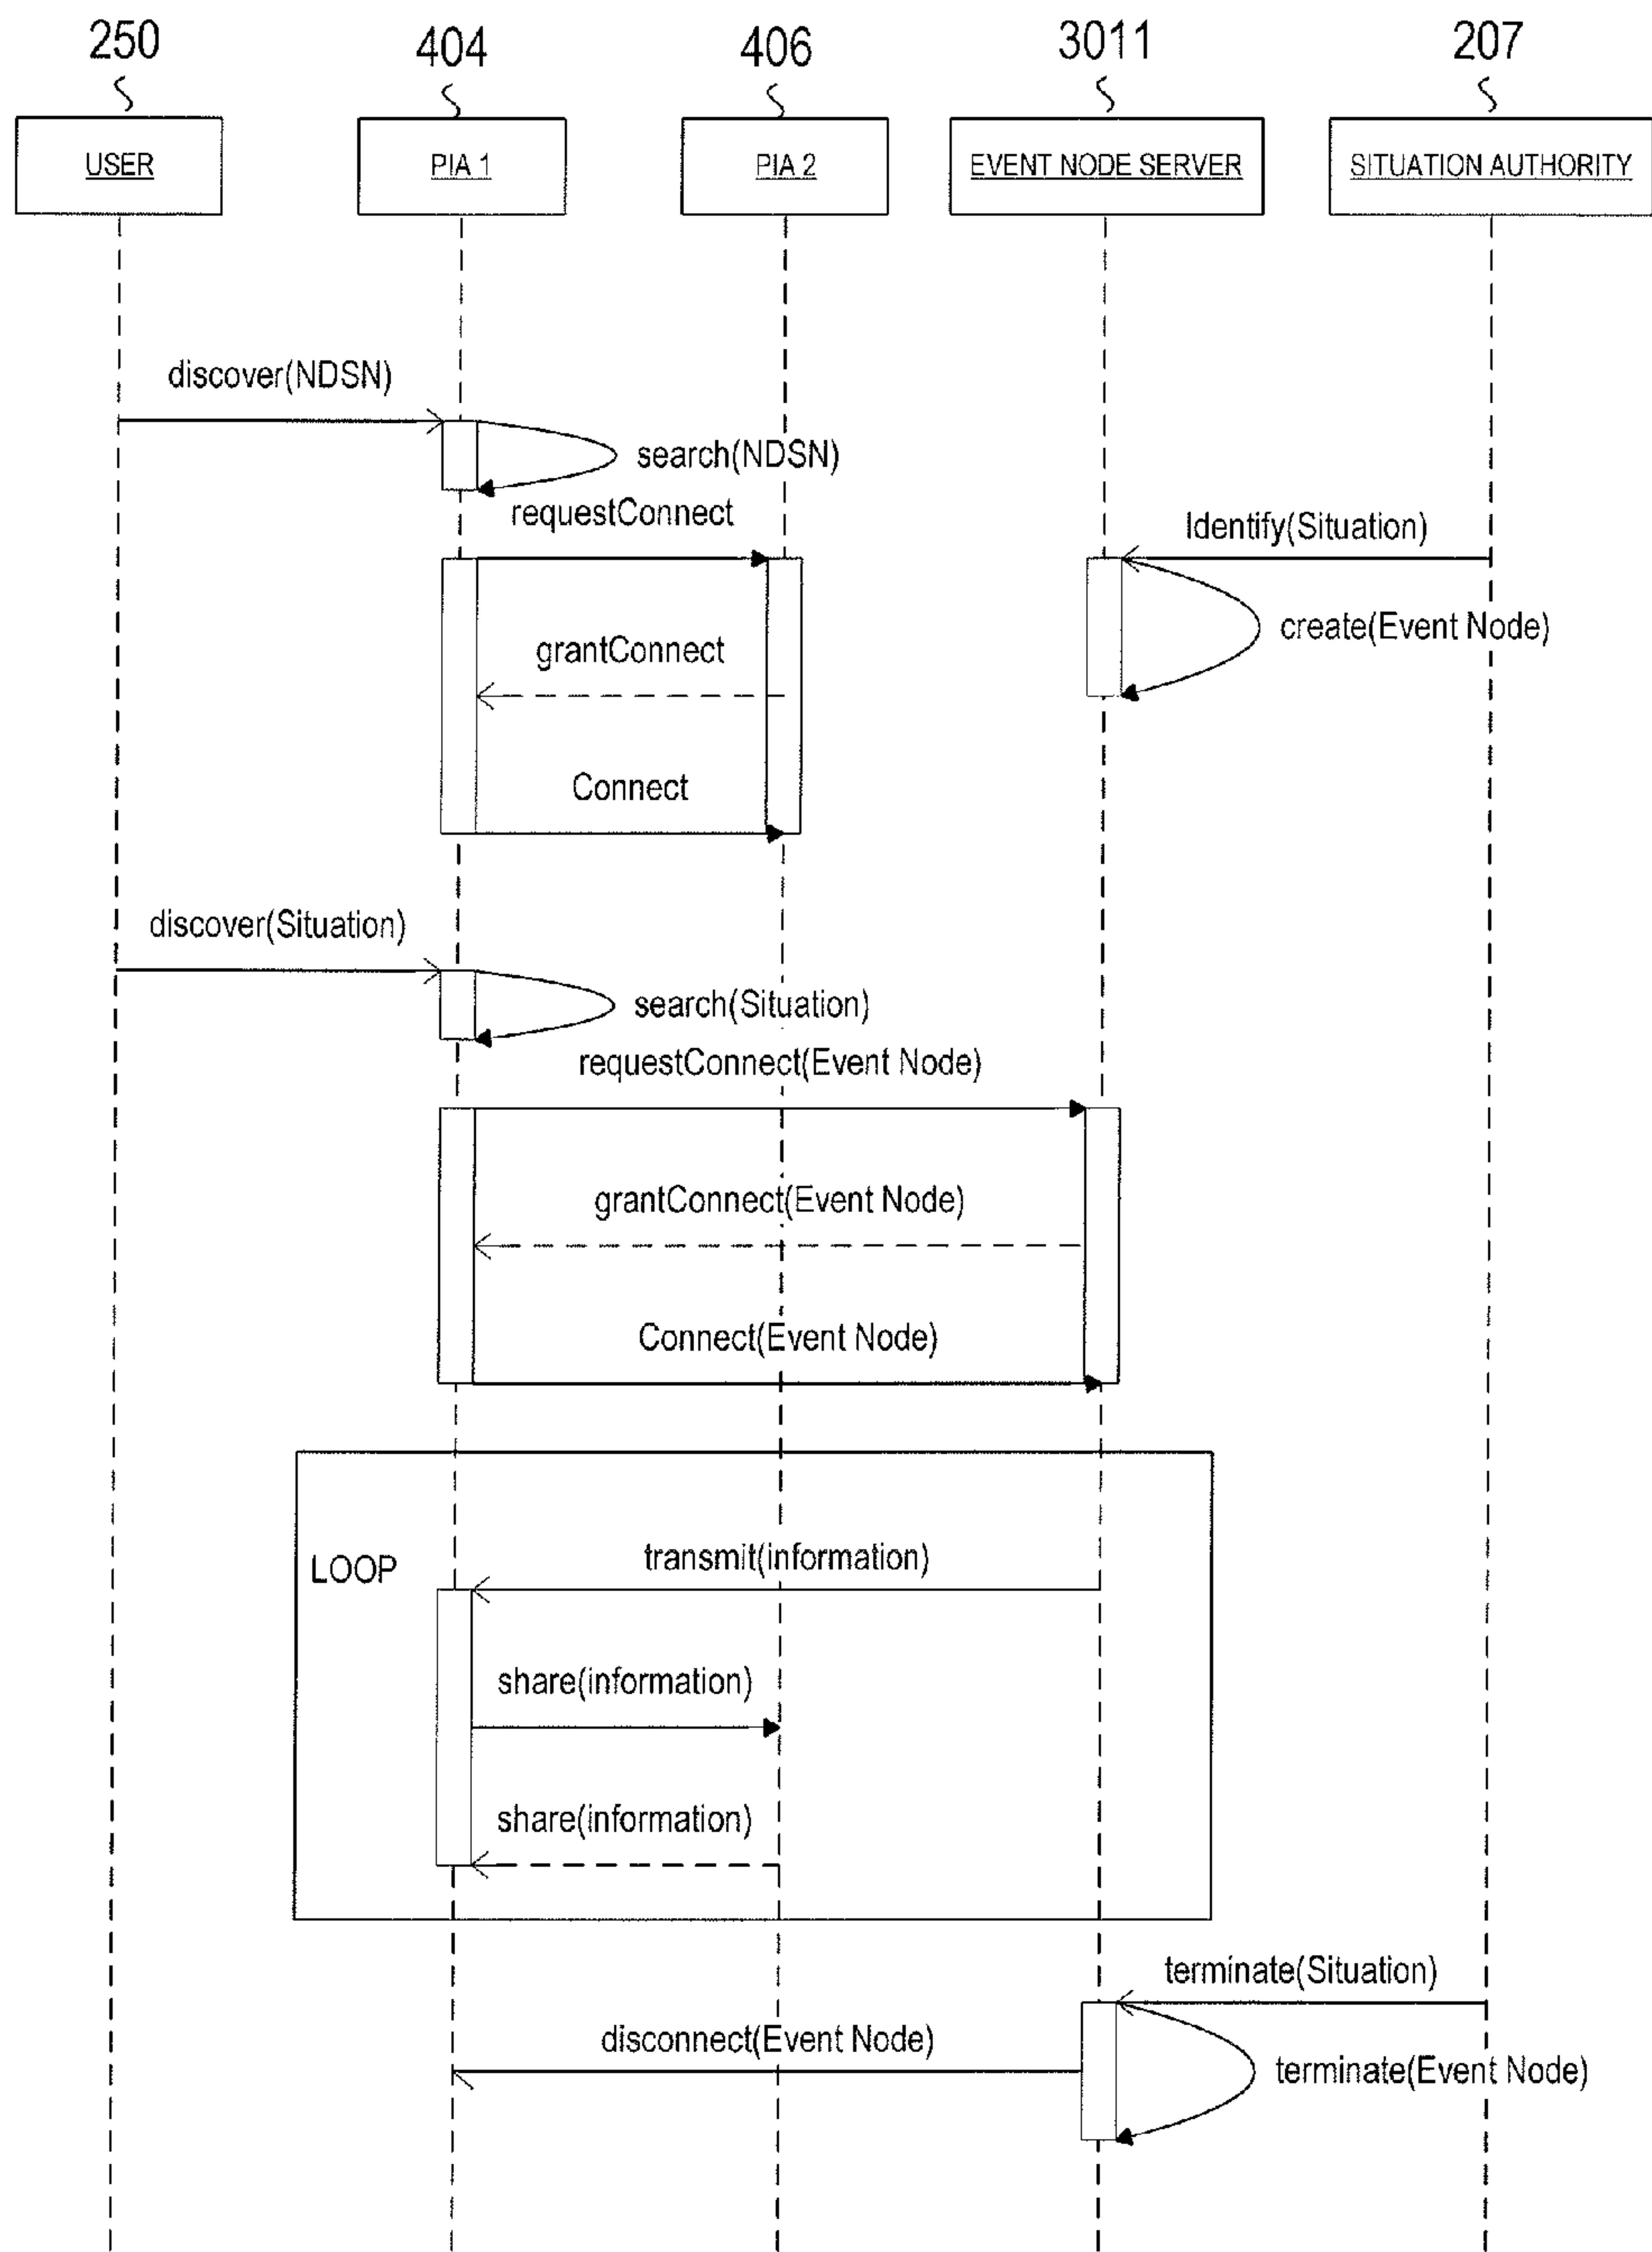 250
404
406
3011
207
USER
PIA 1
PIA 2
EVENT NODE SERVER
SITUATION AUTHORITY
discover(NDSN)
search(NDSN)
requestConnect
Identify(Situation)
create(Event Node)
grantConnect
Connect
discover(Situation)
search(Situation)
requestConnect(Event Node)
grantConnect(Event Node)
Connect(Event Node)
LOOP
transmit(information)
share(information)
share(information)
terminate(Situation)
disconnect(Event Node)
terminate(Event Node)